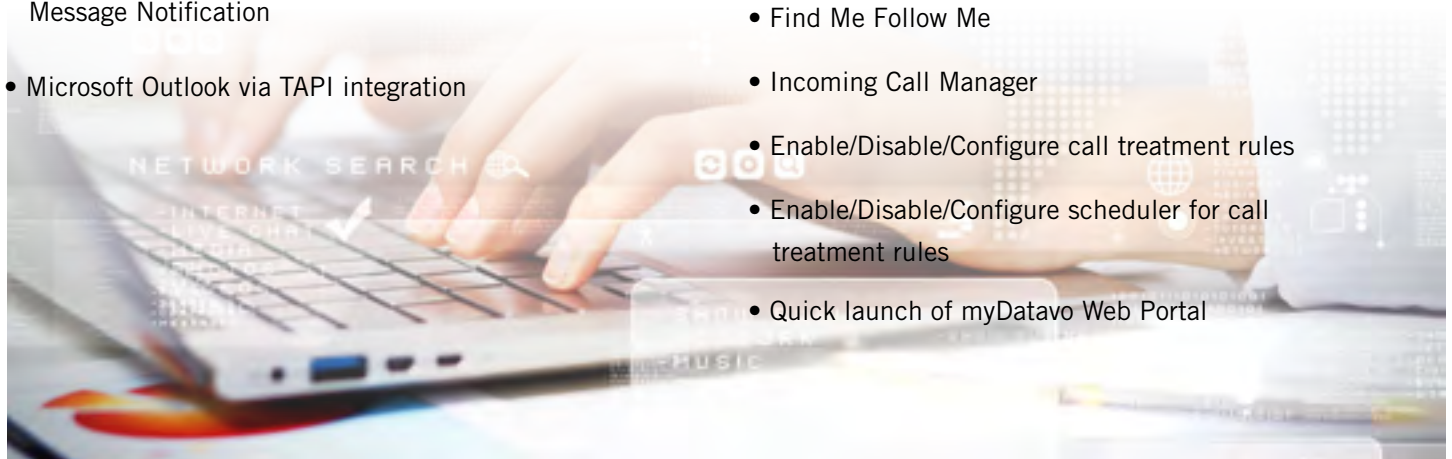 Message Notification
• Microsoft Outlook via TAPI integration
• Find Me Follow Me
• Incoming Call Manager
• Enable/Disable/Configure call treatment rules
• Enable/Disable/Configure scheduler for call
treatment rules
• Quick launch of myDatavo Web Portal
NETWORK SEARCH
-INTERNET
-LIVE CHAT
-MEDIA
-MUSIC